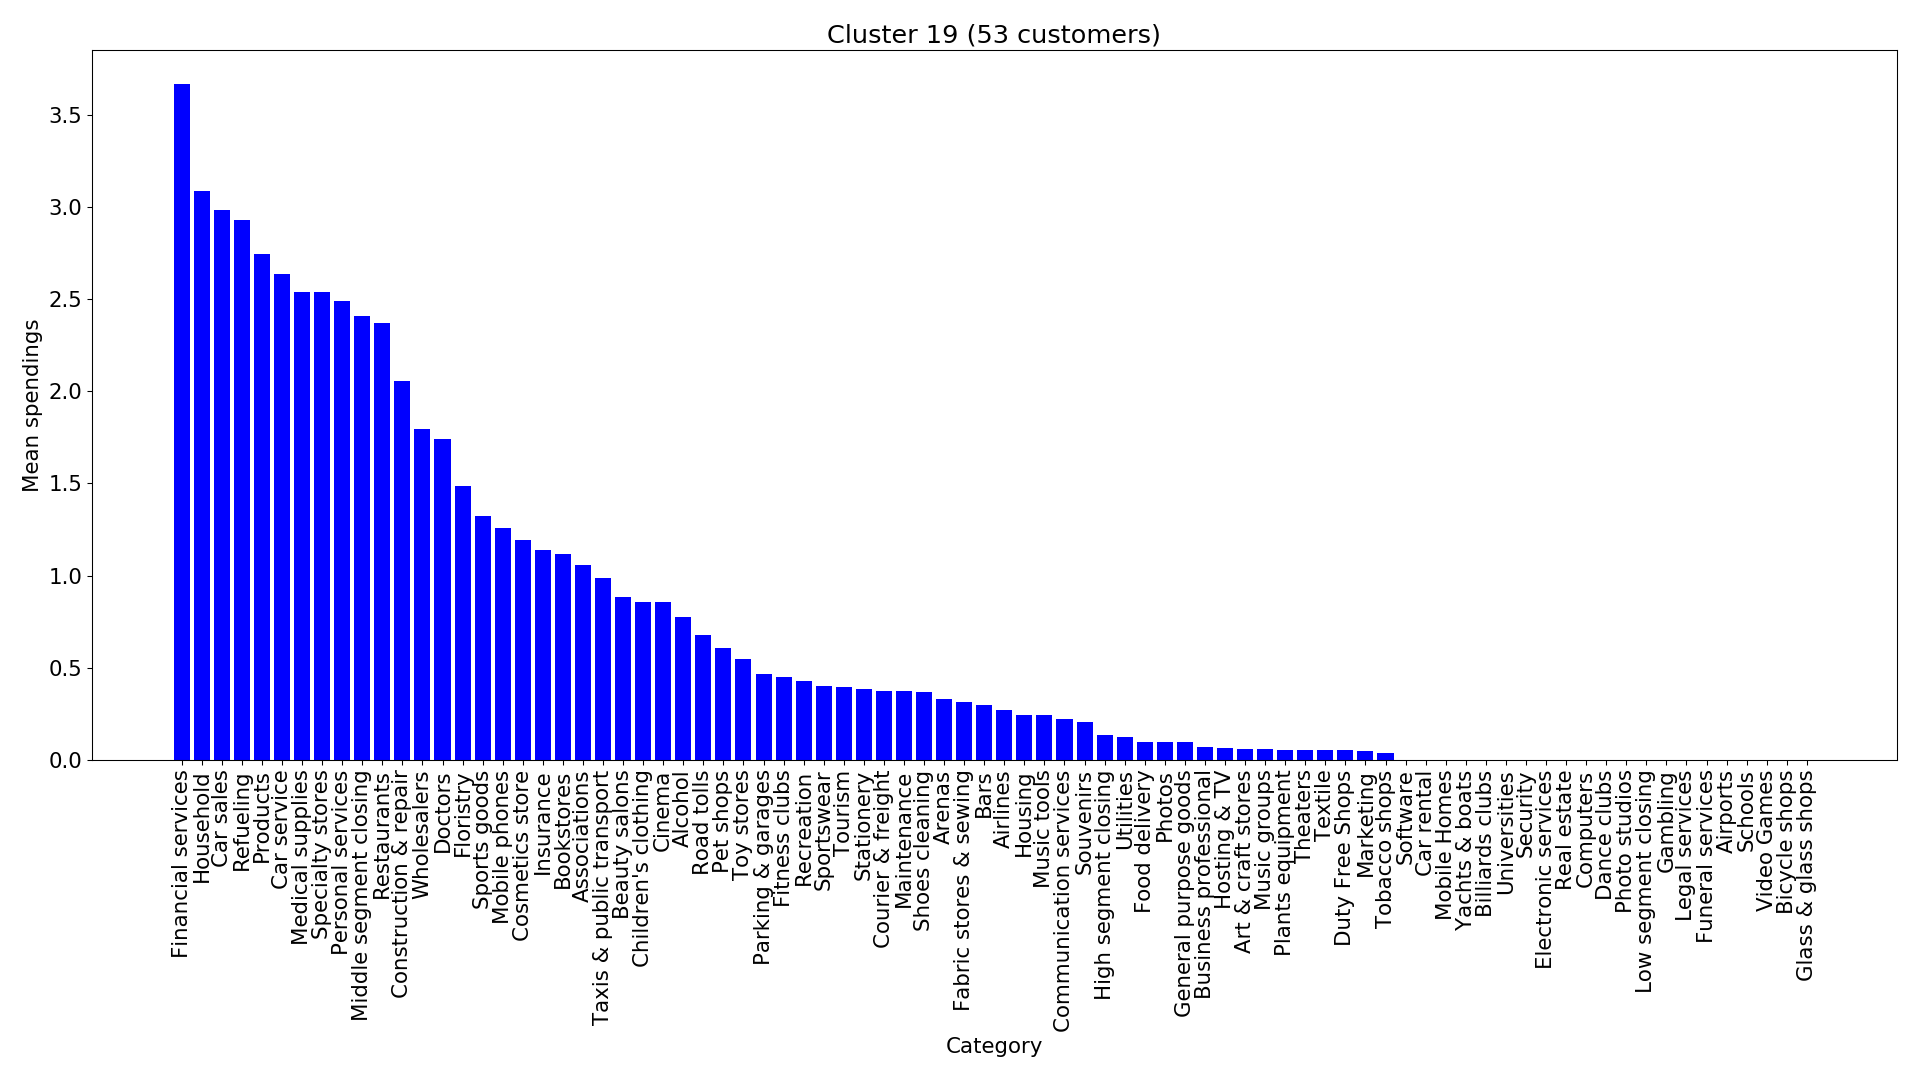 Cluster 19 (53 customers)
Mean spendings
3.5
3.0
2.5
2.0
1.5
1.0
0.5
0.0
Financial services
Household
Car sales
Refueling
Products
Car service
Medical supplies
Specialty stores
Personal services
Middle segment closing
Restaurants
Construction & repair
Wholesalers
Doctors
Floristry
Sports goods
Mobile phones
Cosmetics store
Insurance
Bookstores
Associations
Taxis & public transport
Beauty salons
Children's clothing
Cinema
Alcohol
Road tolls
Pet shops
Toy stores
Parking & garages
Fitness clubs
Recreation
Sportswear
Tourism
Stationery
Courier & freight
Maintenance
Shoes cleaning
Arenas
Fabric stores & sewing
Bars
Airlines
Housing
Music tools
Communication services
Souvenirs
High segment closing
Utilities
Food delivery
Photos
General purpose goods
Business professional
Hosting & TV
Art & craft stores
Music groups
Plants equipment
Theaters
Textile
Duty Free Shops
Marketing
Tobacco shops
Software
Car rental
Mobile Homes
Yachts & boats
Billiards clubs
Universities
Security
Electronic services
Real estate
Computers
Dance clubs
Photo studios
Low segment closing
Gambling
Legal services
Funeral services
Airports
Schools
Video Games
Bicycle shops
Glass & glass shops
Category